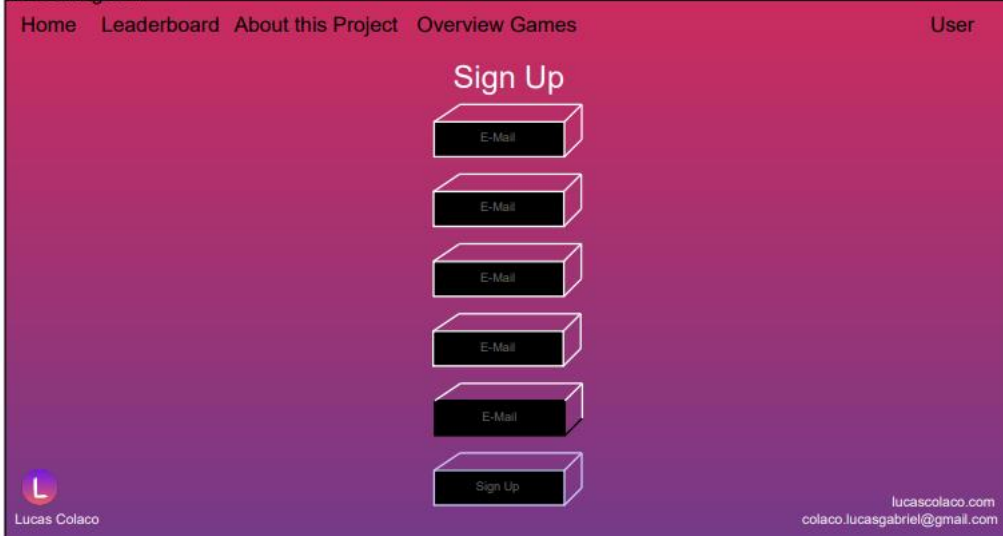 Home Leaderboard About this Project Overview Games User
Sign Up
E-Mail
E-Mail
E-Mail
E-Mail
E-Mail
Sign Up
L
Lucas Colaco
lucascolaco.com
colaco.lucasgabriel@gmail.com